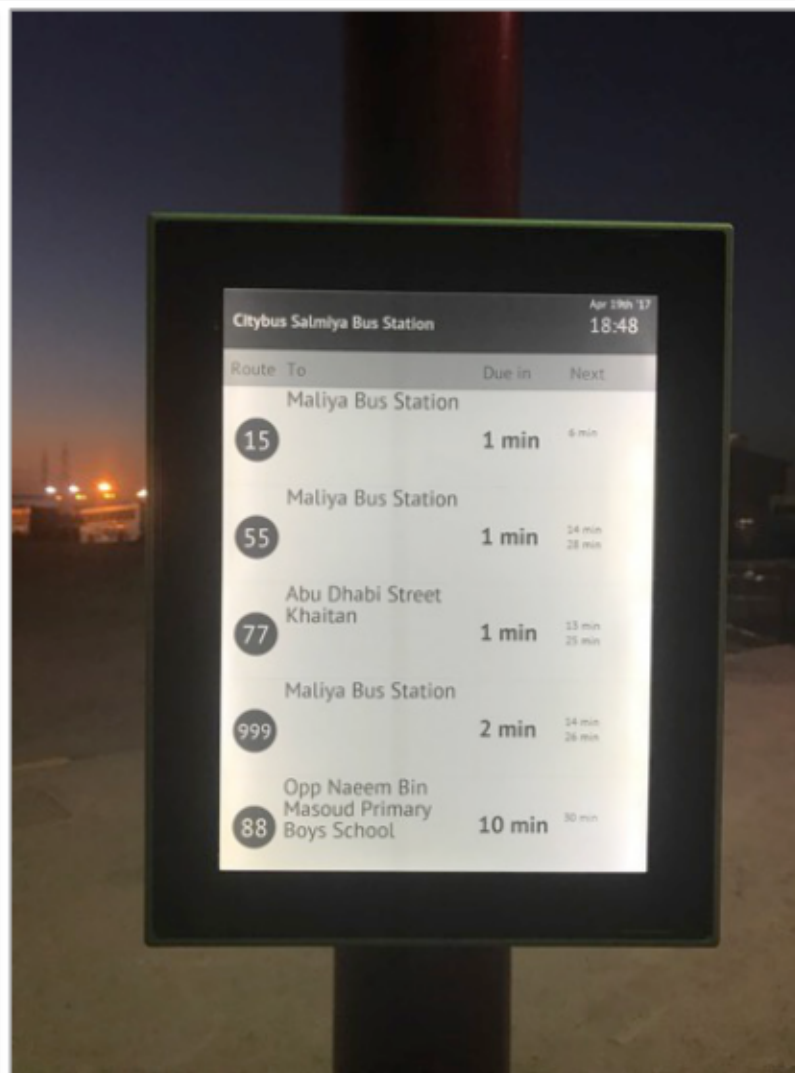 Apr 19th '17
Citybus Salmiya Bus Station 18:48
Route To Due in Next
Maliya Bus Station
15 1 min 6 min
Maliya Bus Station
55 1 min 14 min
28 min
Abu Dhabi Street
Khaitan
77 1 min 13 min
25 min
Maliya Bus Station
999 2 min 14 min
26 min
Opp Naeem Bin
Masoud Primary
Boys School
88 10 min 30 min